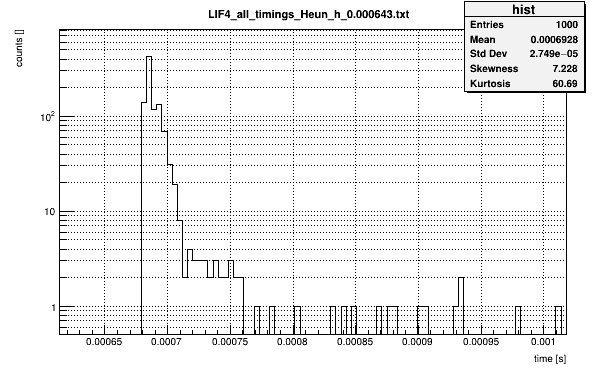 LIF4_all_timings_Heun_h_0.000643.txt
hist
Entries 1000
Mean 0.0006928
Std Dev 2.749e−05
Skewness 7.228
Kurtosis 60.69
counts []
10²
10
1
0.00065 0.0007 0.00075 0.0008 0.00085 0.0009 0.00095 0.001
time [s]